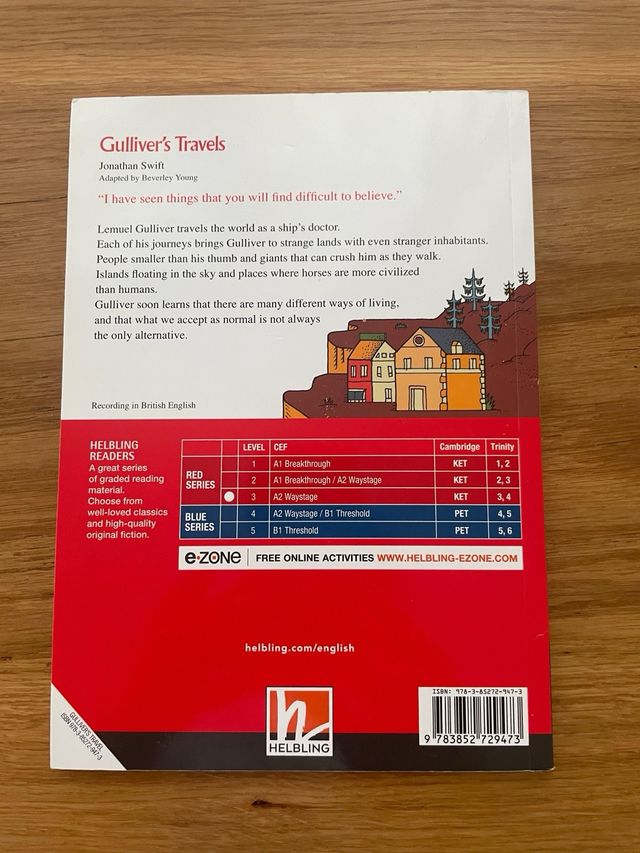 Gulliver's Travels
Jonathan Swift
Adapted by Beverley Young
“I have seen things that you will find difficult to believe.”
Lemuel Gulliver travels the world as a ship's doctor.
Each of his journeys brings Gulliver to strange lands with even stranger inhabitants.
People smaller than his thumb and giants that can crush him as they walk.
Islands floating in the sky and places where horses are more civilized
than humans.
Gulliver soon learns that there are many different ways of living,
and that what we accept as normal is not always
the only alternative.
Recording in British English
HELBLING
READERS
A great series
of graded reading
material.
Choose from
well-loved classics
and high-quality
original fiction.
LEVEL CEF Cambridge Trinity
RED
SERIES
1 A1 Breakthrough KET 1, 2
2 A1 Breakthrough / A2 Waystage KET 2, 3
3 A2 Waystage KET 3, 4
BLUE
SERIES
4 A2 Waystage / B1 Threshold PET 4, 5
5 B1 Threshold PET 5, 6
e-zone FREE ONLINE ACTIVITIES WWW.HELBLING-EZONE.COM
helbling.com/english
h
HELBLING
ISBN: 978-3-85272-947-3
9 783852 729473
GULLIVER'S TRAVEL
ISBN 978-3-85272-947-3